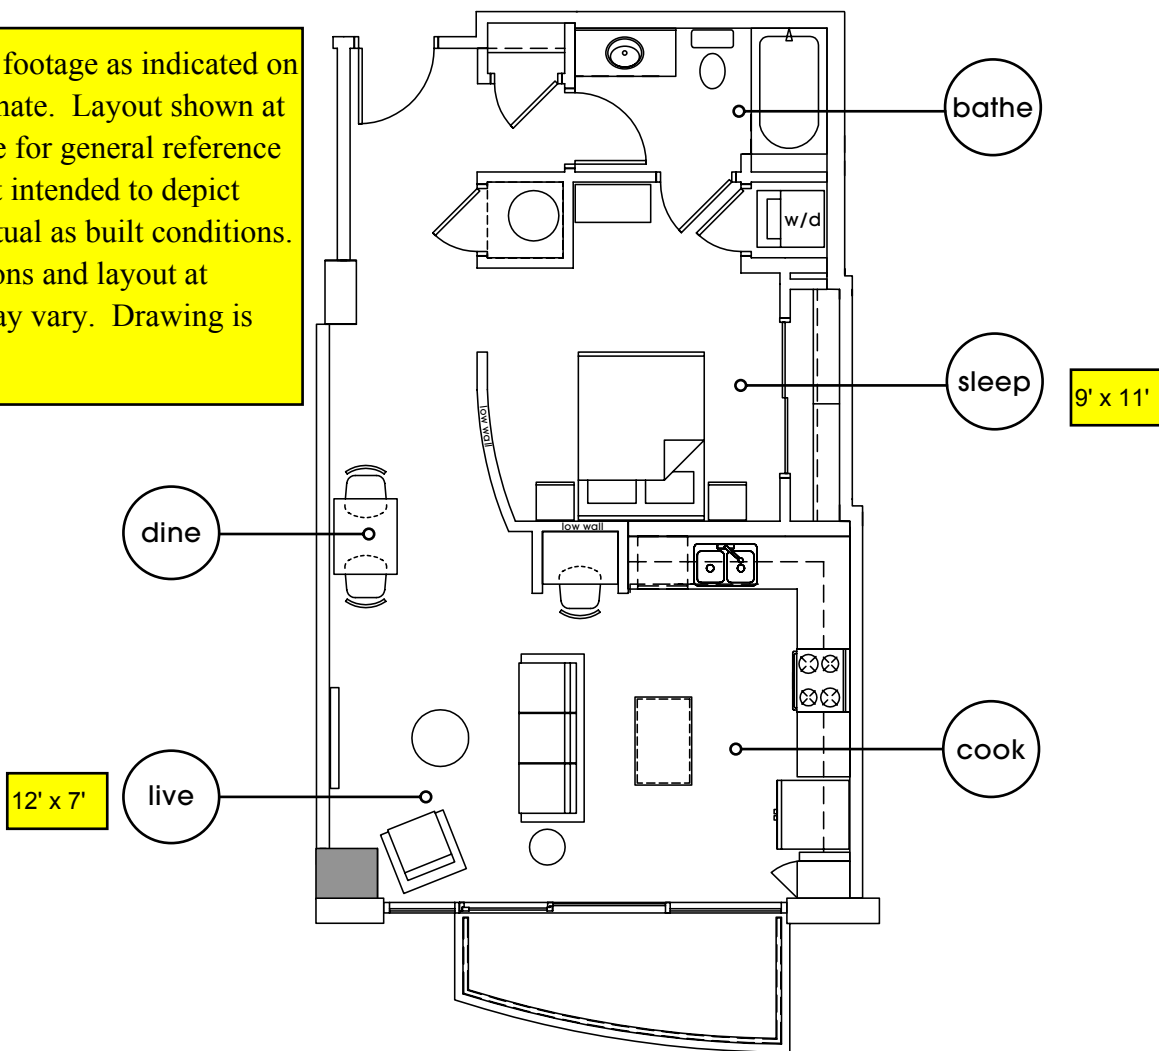 footage as indicated on
nate. Layout shown at
e for general reference
t intended to depict
tual as built conditions.
ons and layout at
ay vary. Drawing is
bathe
w/d
sleep
9' x 11'
low wall
dine
low wall
cook
12' x 7'
live